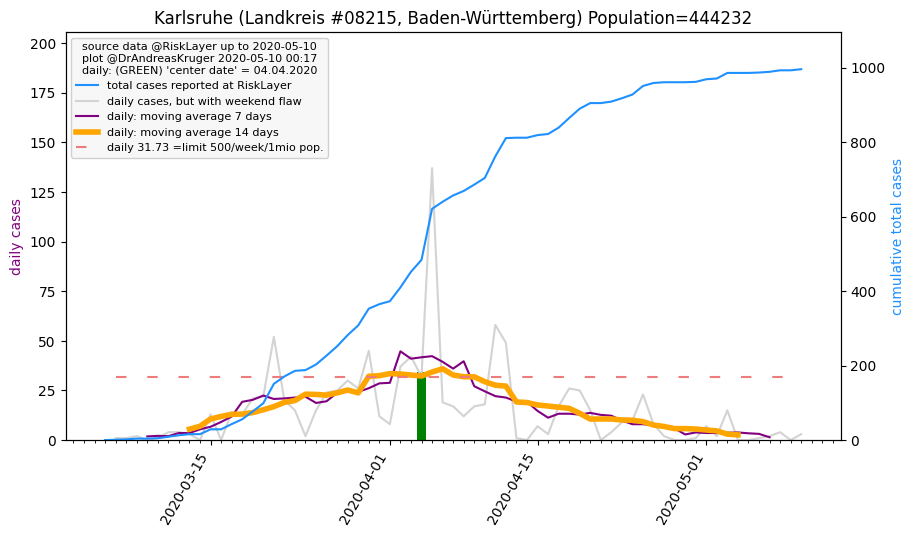 Karlsruhe (Landkreis #08215, Baden-Württemberg) Population=444232
source data @RiskLayer up to 2020-05-10
plot @DrAndreasKruger 2020-05-10 00:17
daily: (GREEN) 'center date' = 04.04.2020
total cases reported at RiskLayer
daily cases, but with weekend flaw
daily: moving average 7 days
daily: moving average 14 days
daily 31.73 =limit 500/week/1mio pop.
daily cases
200
175
150
125
100
75
50
25
0
1000
800
600
400
200
0
cumulative total cases
2020-03-15
2020-04-01
2020-04-15
2020-05-01